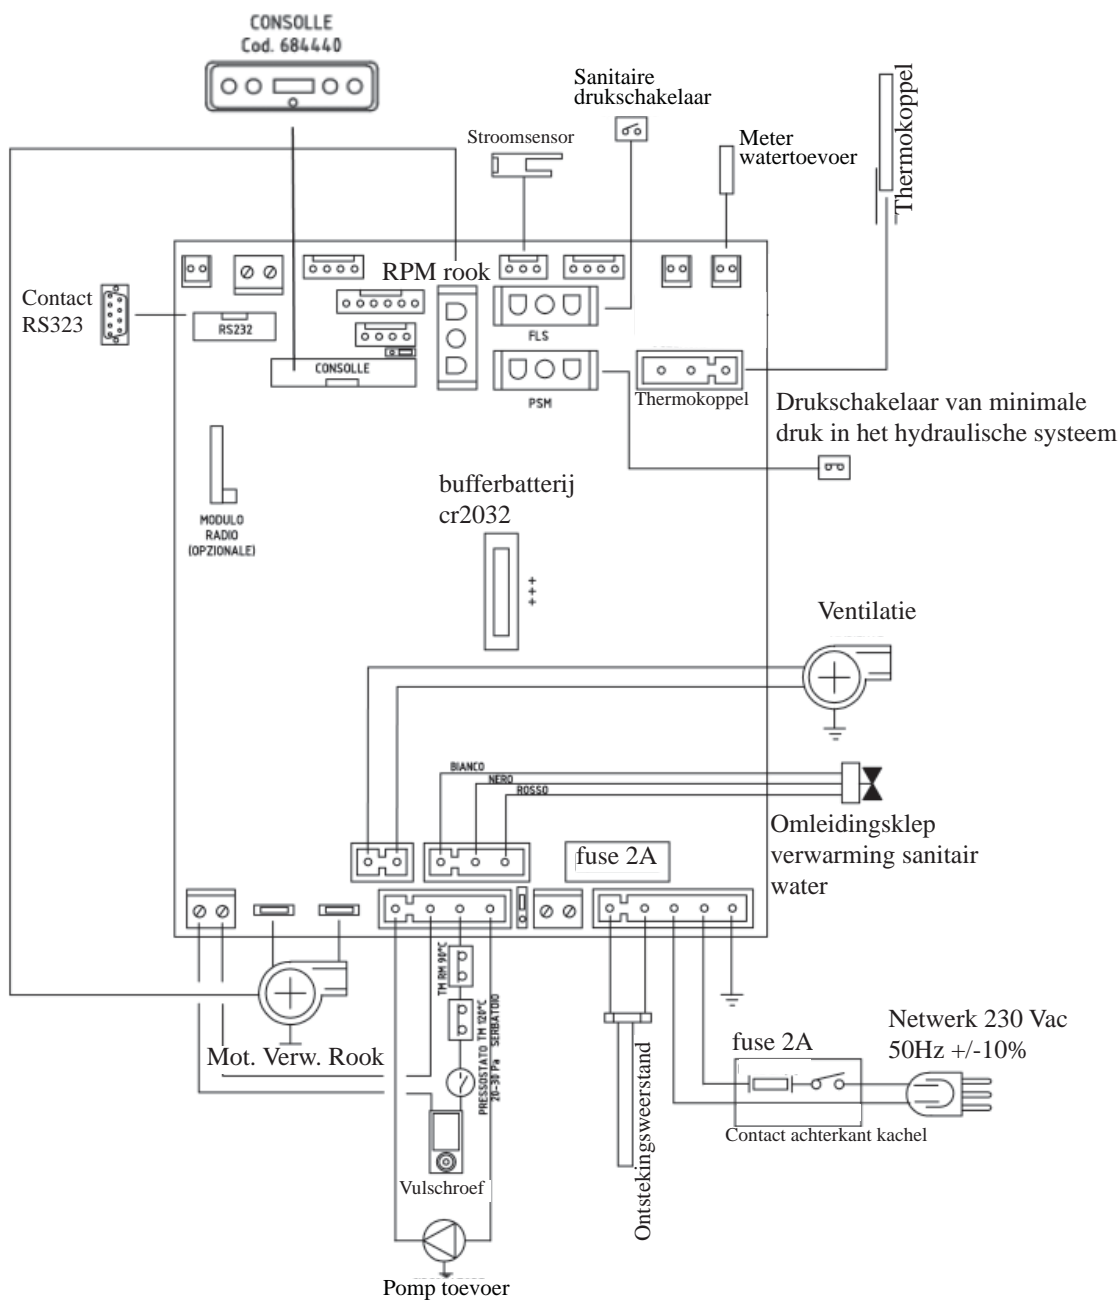 CONSOLLE
Cod. 684440
Sanitaire
drukschakelaar
Stroomsensor
Meter
watertoevoer
Thermokoppel
RPM rook
Contact
RS323
RS232
FLS
CONSOLLE
PSM
Thermokoppel
Drukschakelaar van minimale
druk in het hydraulische systeem
bufferbatterij
cr2032
MODULO
RADIO
(OPZIONALE)
+++
Ventilatie
BIANCO
NERO
ROSSO
Omleidingsklep
verwarming sanitair
water
fuse 2A
TM RM 90°C
PRESSOSTATO TM 120°C
20-30 Pa SERBATOIO
Mot. Verw. Rook
Netwerk 230 Vac
50Hz +/-10%
fuse 2A
Contact achterkant kachel
Ontstekingsweerstand
Vulschroef
Pomp toevoer